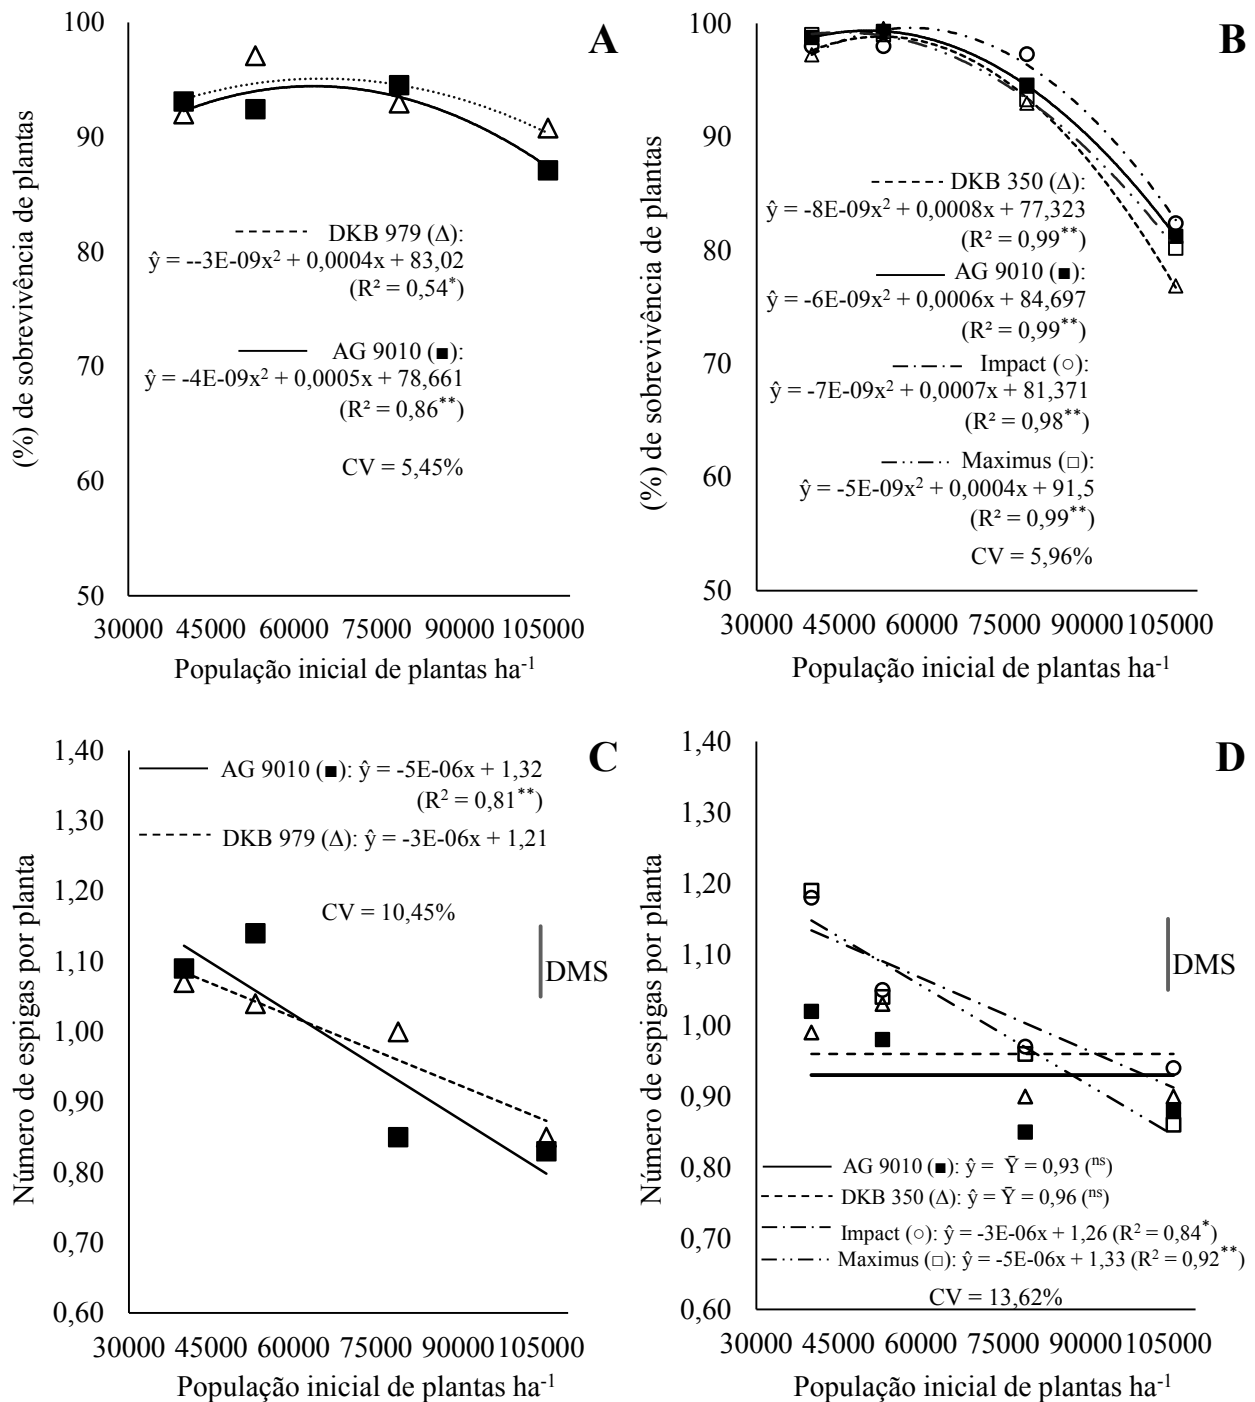 A
100
90
80
70
60
50
(%) de sobrevivência de plantas
DKB 979 (Δ):
ŷ = --3E-09x² + 0,0004x + 83,02
(R² = 0,54*)
AG 9010 (■):
ŷ = -4E-09x² + 0,0005x + 78,661
(R² = 0,86**)
CV = 5,45%
30000 45000 60000 75000 90000 105000
População inicial de plantas ha⁻¹
B
100
90
80
70
60
50
(%) de sobrevivência de plantas
DKB 350 (Δ):
ŷ = -8E-09x² + 0,0008x + 77,323
(R² = 0,99**)
AG 9010 (■):
ŷ = -6E-09x² + 0,0006x + 84,697
(R² = 0,99**)
Impact (○):
ŷ = -7E-09x² + 0,0007x + 81,371
(R² = 0,98**)
Maximus (□):
ŷ = -5E-09x² + 0,0004x + 91,5
(R² = 0,99**)
CV = 5,96%
30000 45000 60000 75000 90000 105000
População inicial de plantas ha⁻¹
C
1,40
1,30
1,20
1,10
1,00
0,90
0,80
0,70
0,60
Número de espigas por planta
AG 9010 (■): ŷ = -5E-06x + 1,32
(R² = 0,81**)
DKB 979 (Δ): ŷ = -3E-06x + 1,21
CV = 10,45%
DMS
30000 45000 60000 75000 90000 105000
População inicial de plantas ha⁻¹
D
1,40
1,30
1,20
1,10
1,00
0,90
0,80
0,70
0,60
Número de espigas por planta
DMS
AG 9010 (■): ŷ = Ȳ = 0,93 (ⁿˢ)
DKB 350 (Δ): ŷ = Ȳ = 0,96 (ⁿˢ)
Impact (○): ŷ = -3E-06x + 1,26 (R² = 0,84*)
Maximus (□): ŷ = -5E-06x + 1,33 (R² = 0,92**)
CV = 13,62%
30000 45000 60000 75000 90000 105000
População inicial de plantas ha⁻¹